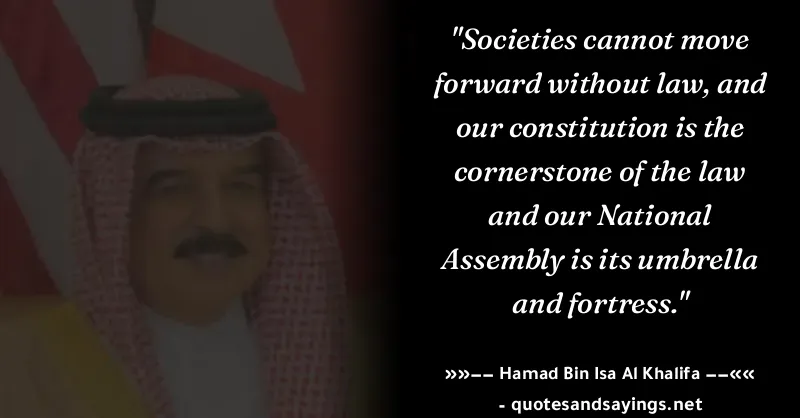 "Societies cannot move
forward without law, and
our constitution is the
cornerstone of the law
and our National
Assembly is its umbrella
and fortress."
»»–– Hamad Bin Isa Al Khalifa ––««
- quotesandsayings.net